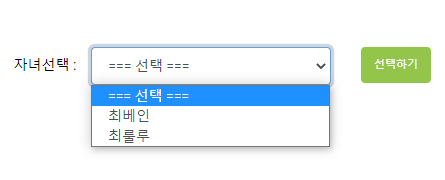 자녀선택 : === 선택 === 선택하기
=== 선택 ===
최베인
최룰루